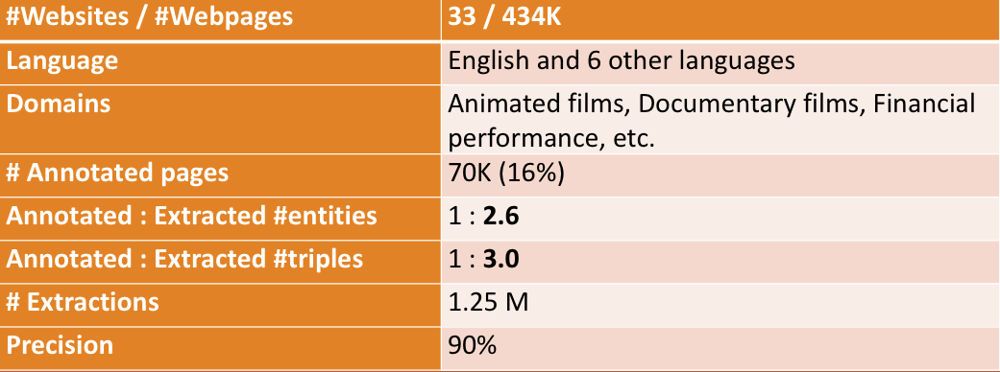 #Websites / #Webpages 33 / 434K
Language English and 6 other languages
Domains Animated films, Documentary films, Financial
performance, etc.
# Annotated pages 70K (16%)
Annotated : Extracted #entities 1 : 2.6
Annotated : Extracted #triples 1 : 3.0
# Extractions 1.25 M
Precision 90%